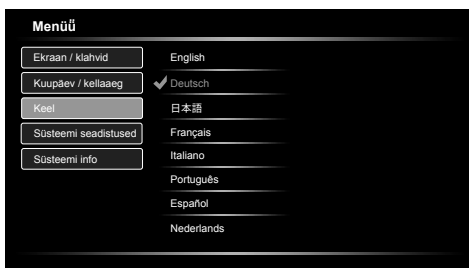 Menüü
Ekraan / klahvid
Kuupäev / kellaaeg
Keel
Süsteemi seadistused
Süsteemi info
English
Deutsch
日本語
Français
Italiano
Português
Español
Nederlands